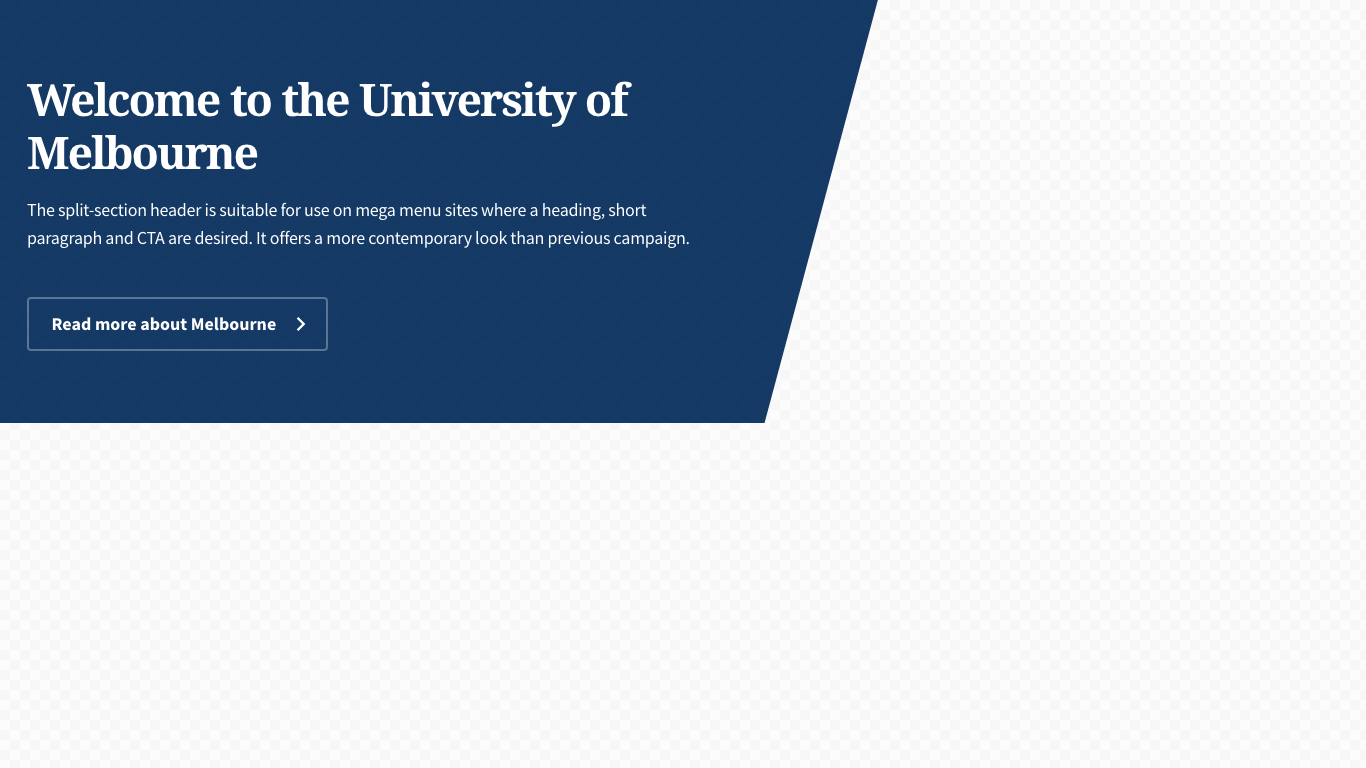 Welcome to the University of
Melbourne
The split-section header is suitable for use on mega menu sites where a heading, short
paragraph and CTA are desired. It offers a more contemporary look than previous campaign.
Read more about Melbourne